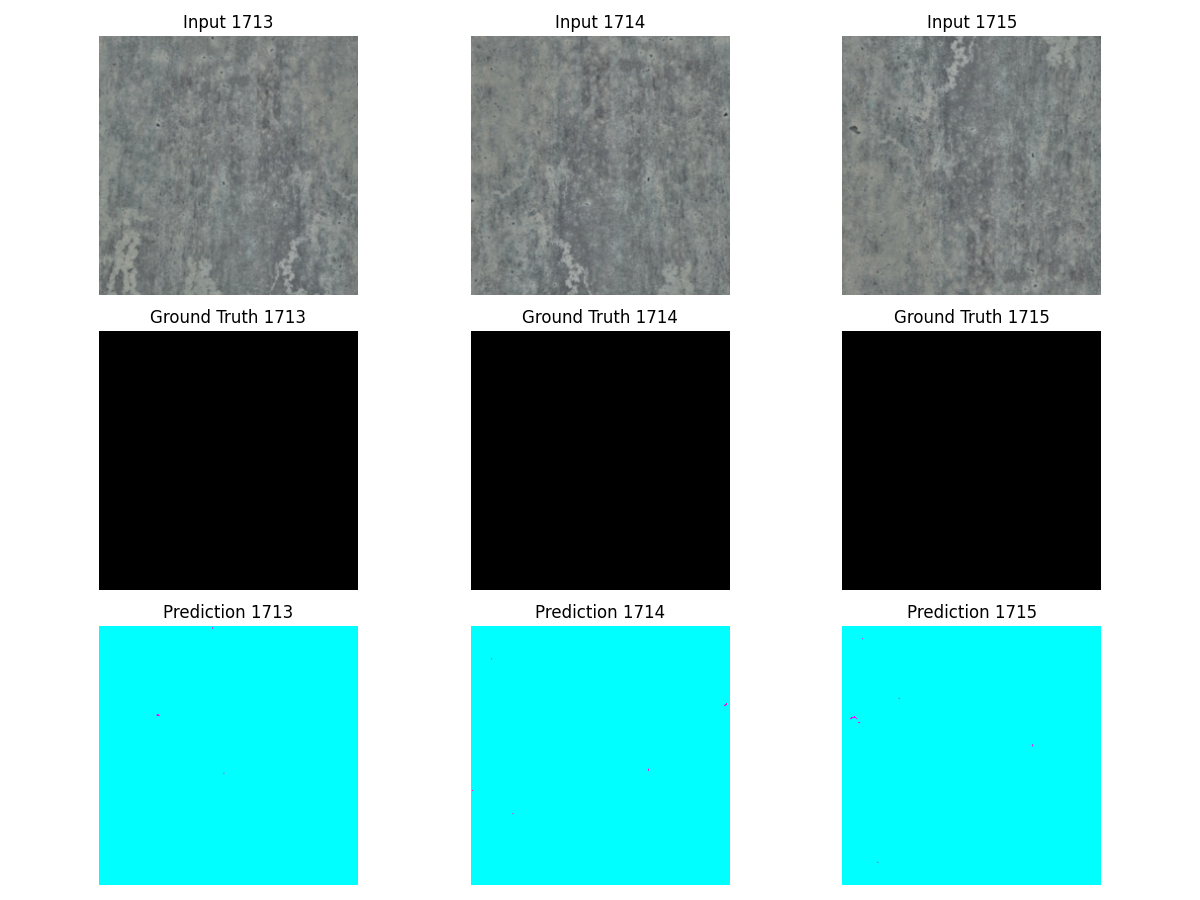 Input 1713
Input 1714
Input 1715
Ground Truth 1713
Ground Truth 1714
Ground Truth 1715
Prediction 1713
Prediction 1714
Prediction 1715